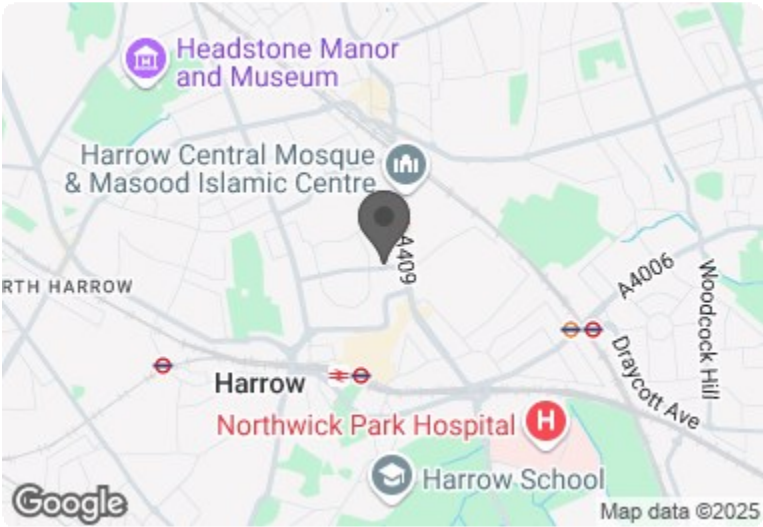 Headstone Manor
and Museum
Harrow Central Mosque
& Masood Islamic Centre
A409
A4006
RTH HARROW
Woodcock Hill
Draycott Ave
Harrow
Northwick Park Hospital
H
Harrow School
Google
Map data ©2025